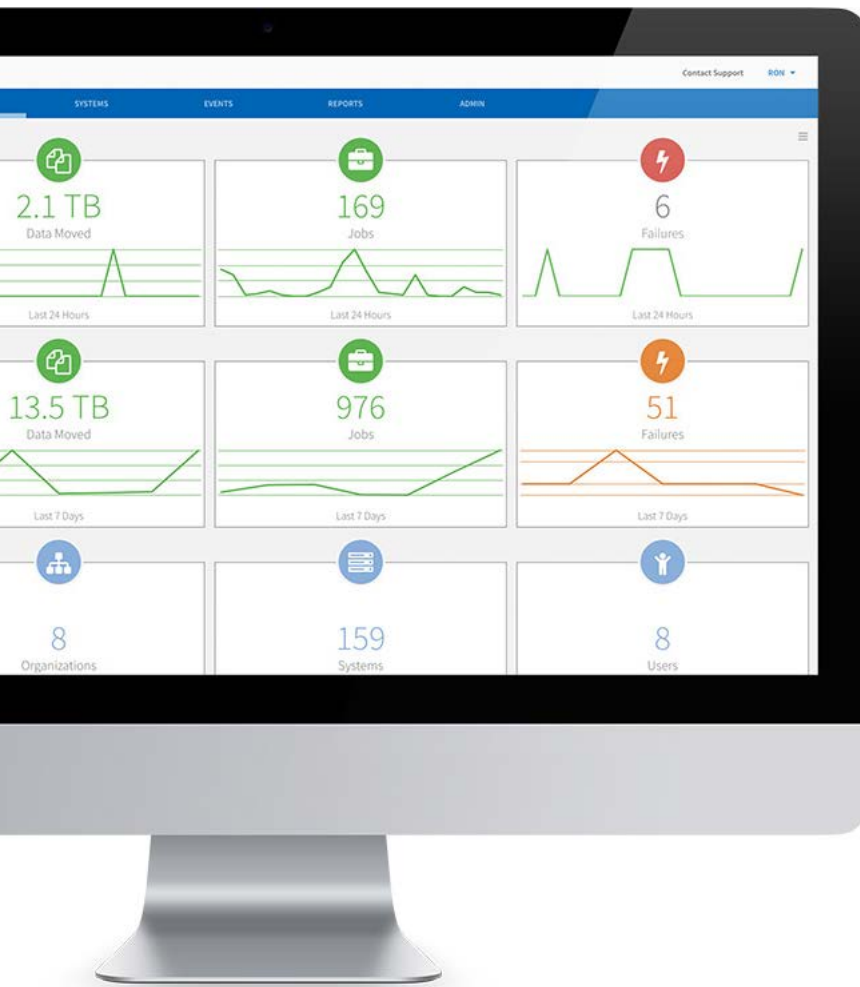 Contact Support RON
SYSTEMS EVENTS REPORTS ADMIN
2.1 TB
Data Moved
Last 24 Hours
169
Jobs
Last 24 Hours
6
Failures
Last 24 Hours
13.5 TB
Data Moved
Last 7 Days
976
Jobs
Last 7 Days
51
Failures
Last 7 Days
8
Organizations
159
Systems
8
Users